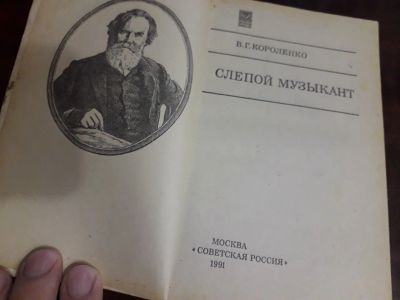 В. Г. КОРОЛЕНКО
СЛЕПОЙ МУЗЫКАНТ
МОСКВА
«СОВЕТСКАЯ РОССИЯ»
1991